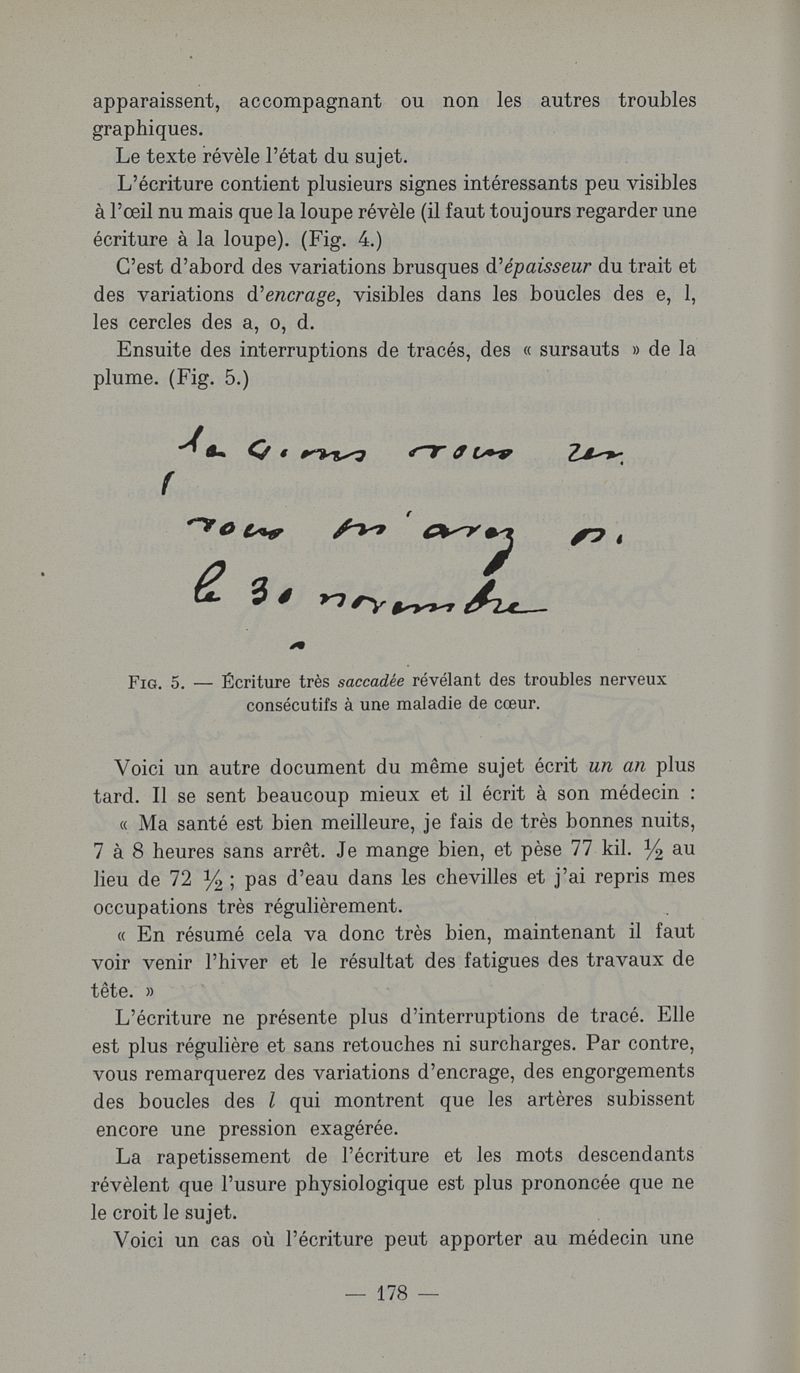 apparaissent, accompagnant ou non les autres troubles
graphiques.
Le texte révèle l'état du sujet.
L'écriture contient plusieurs signes intéressants peu visibles
à l'œil nu mais que la loupe révèle (il faut toujours regarder une
écriture à la loupe). (Fig. 4.)
C'est d'abord des variations brusques d'épaisseur du trait et
des variations d'encrage, visibles dans les boucles des e, l,
les cercles des a, o, d.
Ensuite des interruptions de tracés, des « sursauts » de la
plume. (Fig. 5.)
vous
vous m'avez
le 30 novembre
Fig. 5. — Écriture très saccadée révélant des troubles nerveux
consécutifs à une maladie de cœur.
Voici un autre document du même sujet écrit un an plus
tard. Il se sent beaucoup mieux et il écrit à son médecin :
« Ma santé est bien meilleure, je fais de très bonnes nuits,
7 à 8 heures sans arrêt. Je mange bien, et pèse 77 kil. ½ au
lieu de 72 ½ ; pas d'eau dans les chevilles et j'ai repris mes
occupations très régulièrement.
« En résumé cela va donc très bien, maintenant il faut
voir venir l'hiver et le résultat des fatigues des travaux de
tête. »
L'écriture ne présente plus d'interruptions de tracé. Elle
est plus régulière et sans retouches ni surcharges. Par contre,
vous remarquerez des variations d'encrage, des engorgements
des boucles des l qui montrent que les artères subissent
encore une pression exagérée.
La rapetissement de l'écriture et les mots descendants
révèlent que l'usure physiologique est plus prononcée que ne
le croit le sujet.
Voici un cas où l'écriture peut apporter au médecin une
— 178 —